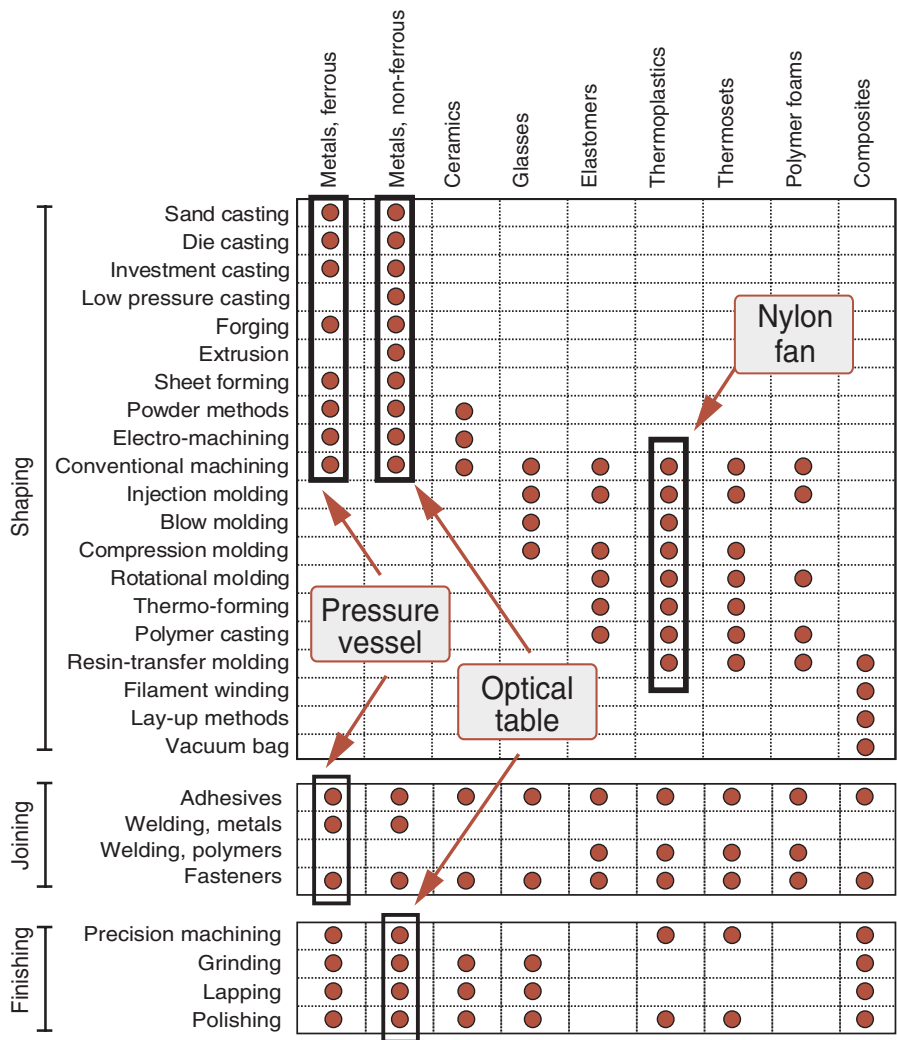 Metals, ferrous
Metals, non-ferrous
Ceramics
Glasses
Elastomers
Thermoplastics
Thermosets
Polymer foams
Composites
Shaping
Sand casting
Die casting
Investment casting
Low pressure casting
Forging
Extrusion
Sheet forming
Powder methods
Electro-machining
Conventional machining
Injection molding
Blow molding
Compression molding
Rotational molding
Thermo-forming
Polymer casting
Resin-transfer molding
Filament winding
Lay-up methods
Vacuum bag
Nylon
fan
Pressure
vessel
Optical
table
Joining
Adhesives
Welding, metals
Welding, polymers
Fasteners
Finishing
Precision machining
Grinding
Lapping
Polishing